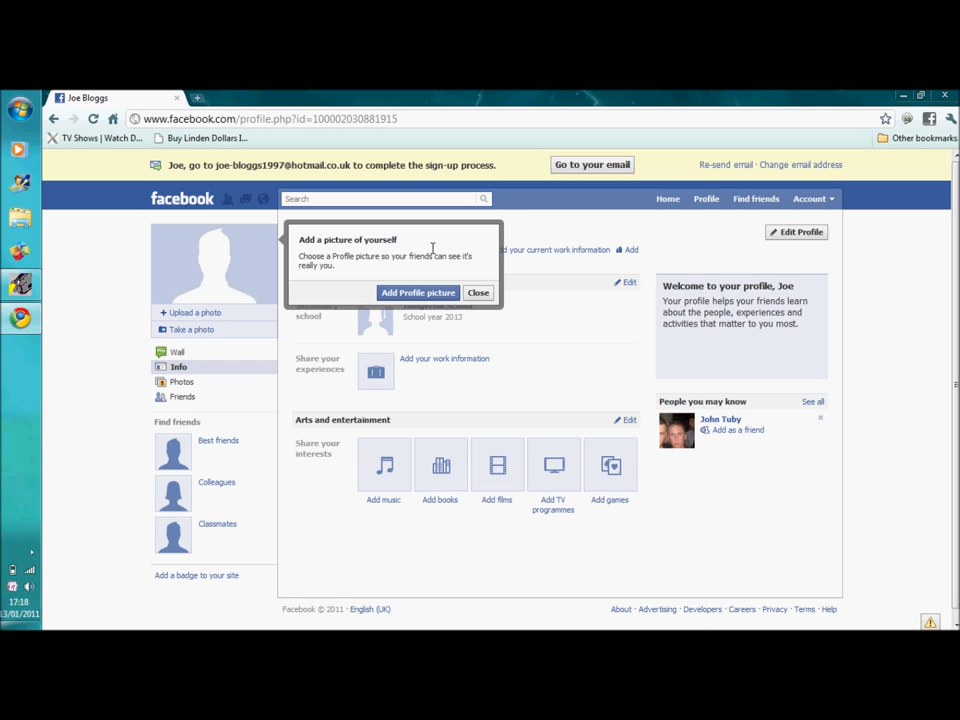 Joe Bloggs
www.facebook.com/profile.php?id=100002030881915
TV Shows | Watch D...
Buy Linden Dollars I...
Other bookmarks
Joe, go to joe-bloggs1997@hotmail.co.uk to complete the sign-up process.
Go to your email
Re-send email · Change email address
facebook
Search
Home
Profile
Find friends
Account
Add a picture of yourself
Choose a Profile picture so your friends can see it's
really you.
Add Profile picture
Close
your current work information
Add
Edit Profile
Edit
school
School year 2013
Share your
experiences
Add your work information
Arts and entertainment
Edit
Share your
interests
Add music
Add books
Add films
Add TV
programmes
Add games
Upload a photo
Take a photo
Wall
Info
Photos
Friends
Find friends
Best friends
Colleagues
Classmates
Add a badge to your site
Welcome to your profile, Joe
Your profile helps your friends learn
about the people, experiences and
activities that matter to you most.
People you may know
See all
John Tuby
Add as a friend
Facebook © 2011 · English (UK)
About · Advertising · Developers · Careers · Privacy · Terms · Help
17:18
13/01/2011